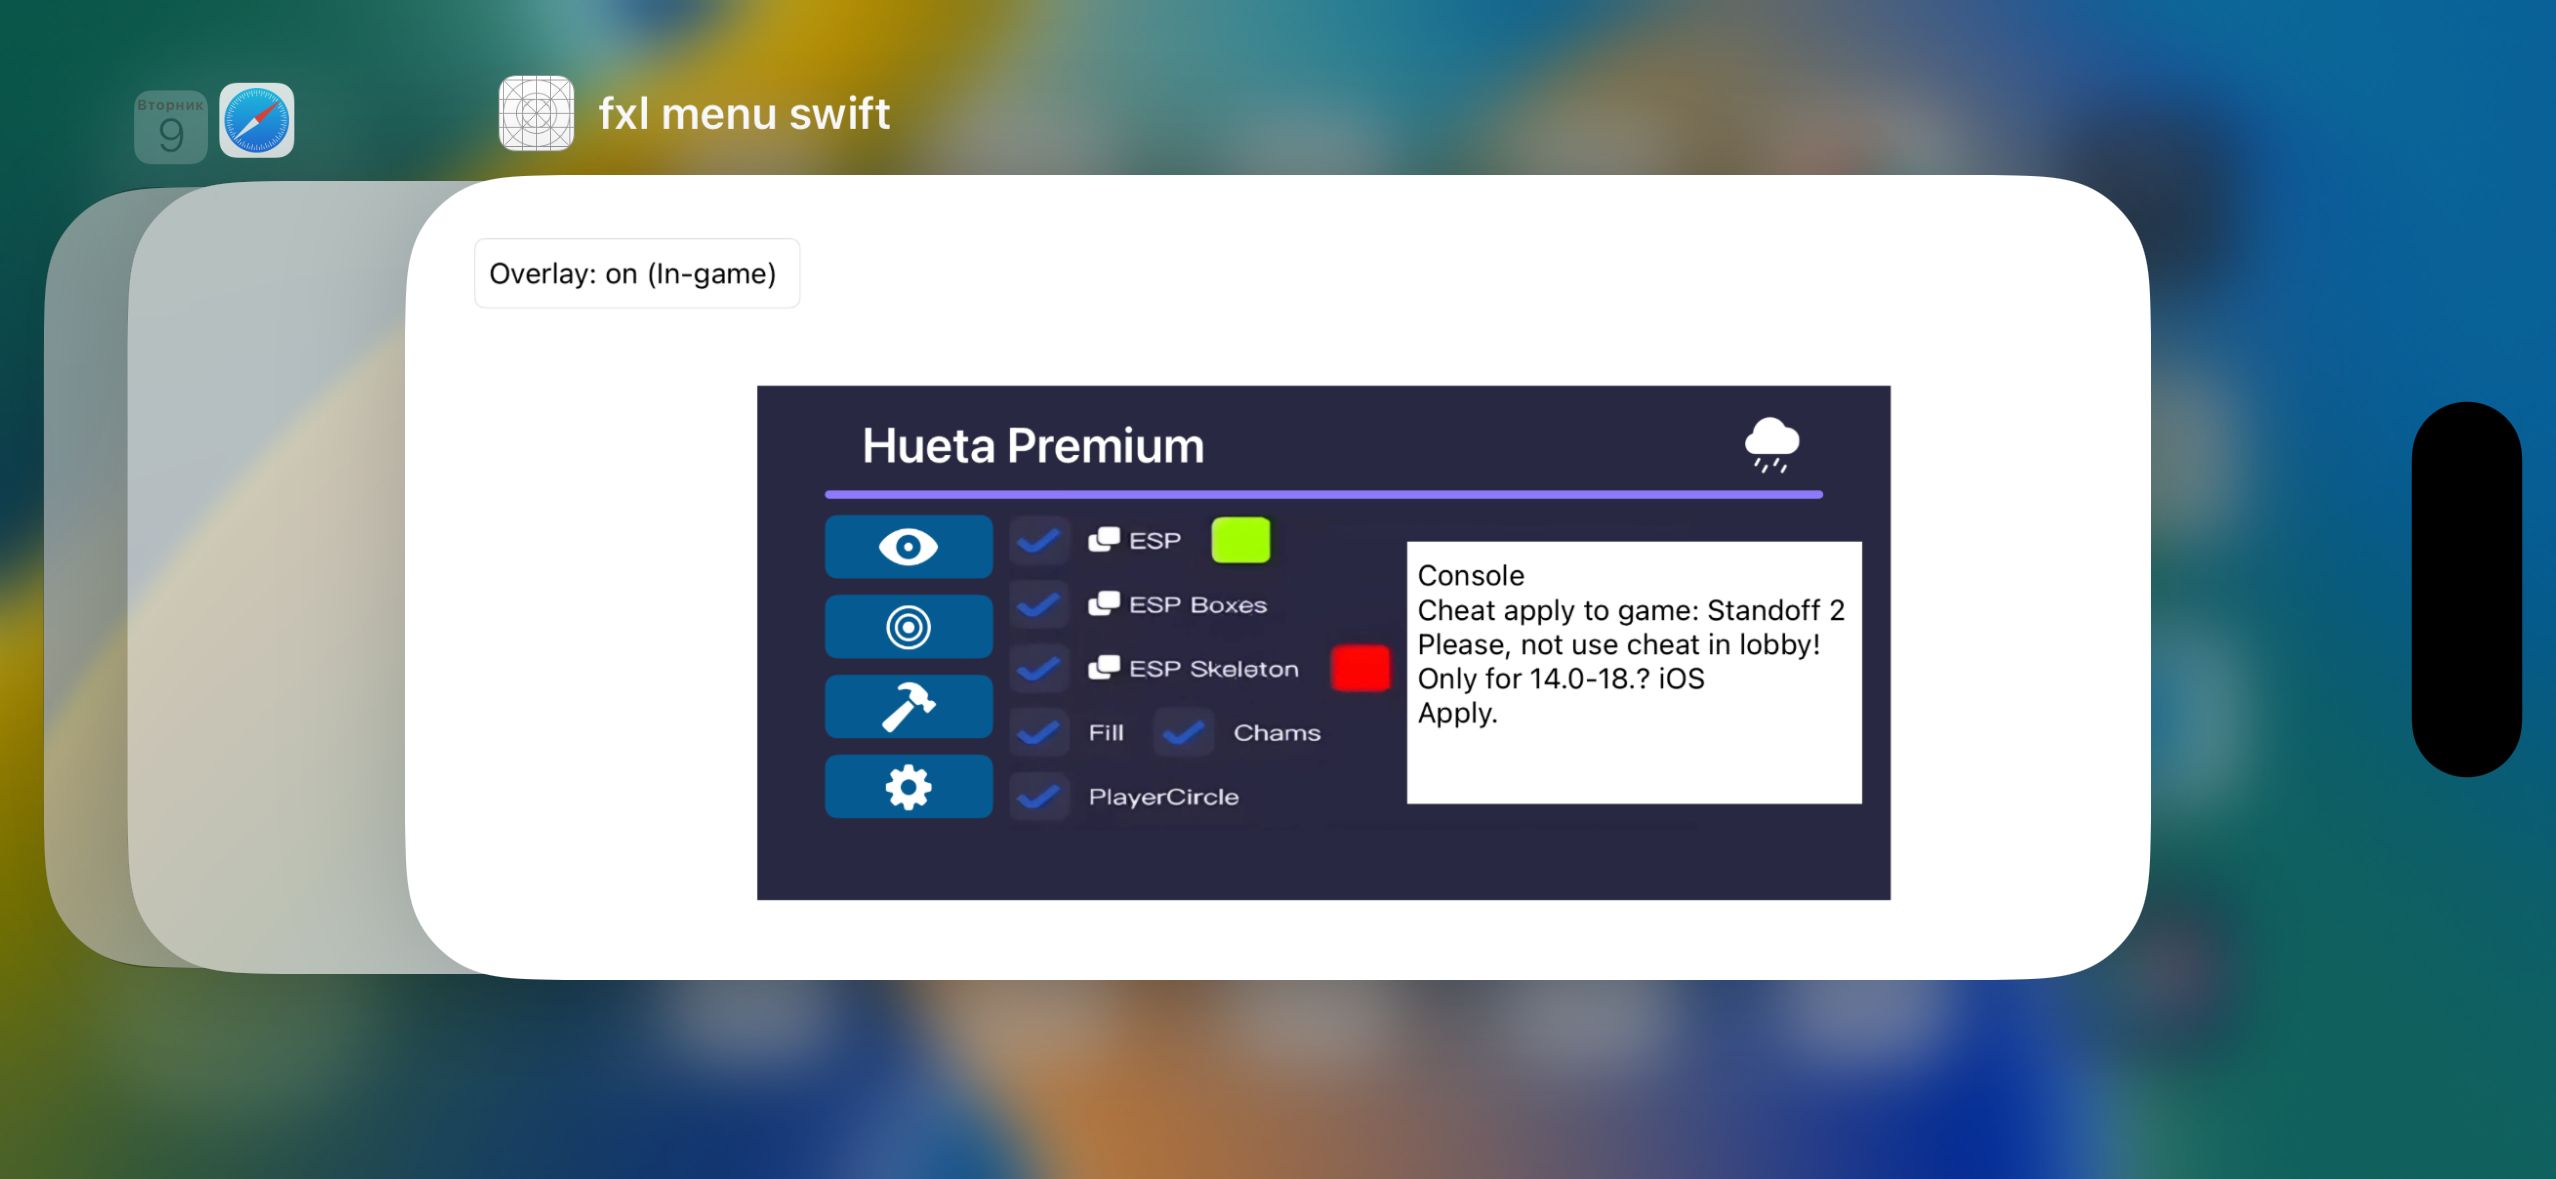 Вторник
9
fxl menu swift
Overlay: on (In-game)
Hueta Premium
ESP
ESP Boxes
ESP Skeleton
Fill Chams
PlayerCircle
Console
Cheat apply to game: Standoff 2
Please, not use cheat in lobby!
Only for 14.0-18.? iOS
Apply.